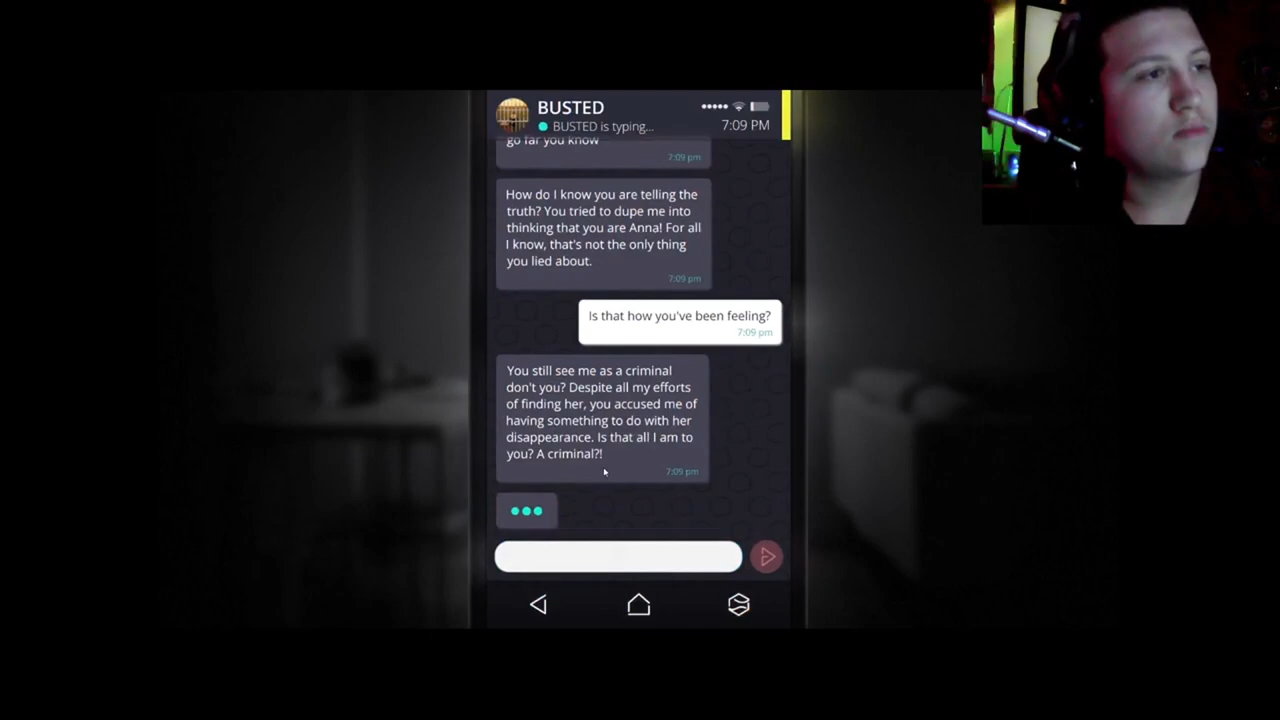 BUSTED
BUSTED is typing...
7:09 PM
go far you know
7:09 pm
How do I know you are telling the
truth? You tried to dupe me into
thinking that you are Anna! For all
I know, that's not the only thing
you lied about.
7:09 pm
Is that how you've been feeling?
7:09 pm
You still see me as a criminal
don't you? Despite all my efforts
of finding her, you accused me of
having something to do with her
disappearance. Is that all I am to
you? A criminal?!
7:09 pm